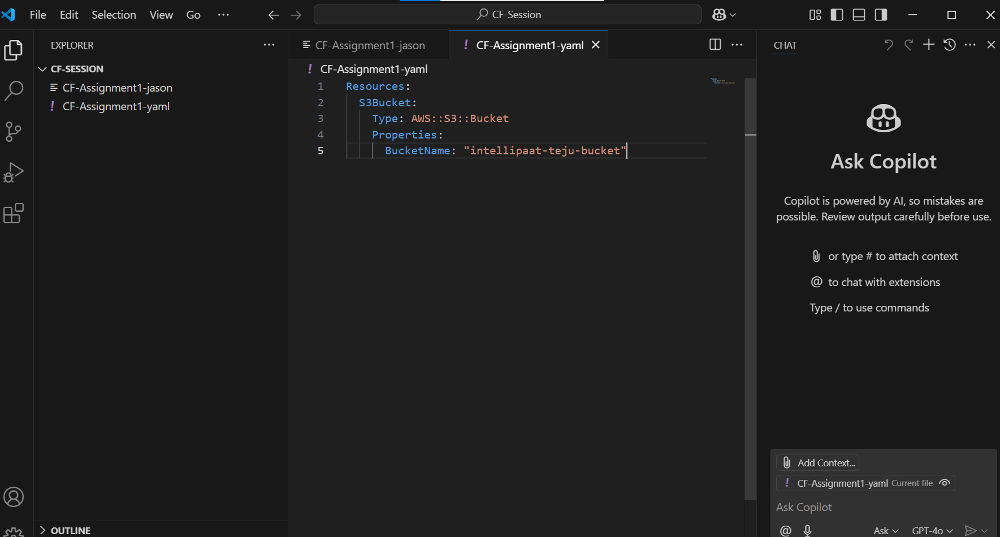 File Edit Selection View Go ···
CF-Session
EXPLORER
CF-SESSION
CF-Assignment1-jason
CF-Assignment1-yaml
OUTLINE
CF-Assignment1-jason
! CF-Assignment1-yaml
! CF-Assignment1-yaml
1 Resources:
2 S3Bucket:
3 Type: AWS::S3::Bucket
4 Properties:
5 BucketName: "intellipaat-teju-bucket"
CHAT
Ask Copilot
Copilot is powered by AI, so mistakes are
possible. Review output carefully before use.
or type # to attach context
@ to chat with extensions
Type / to use commands
Add Context...
! CF-Assignment1-yaml Current file
Ask Copilot
@ Ask GPT-4o